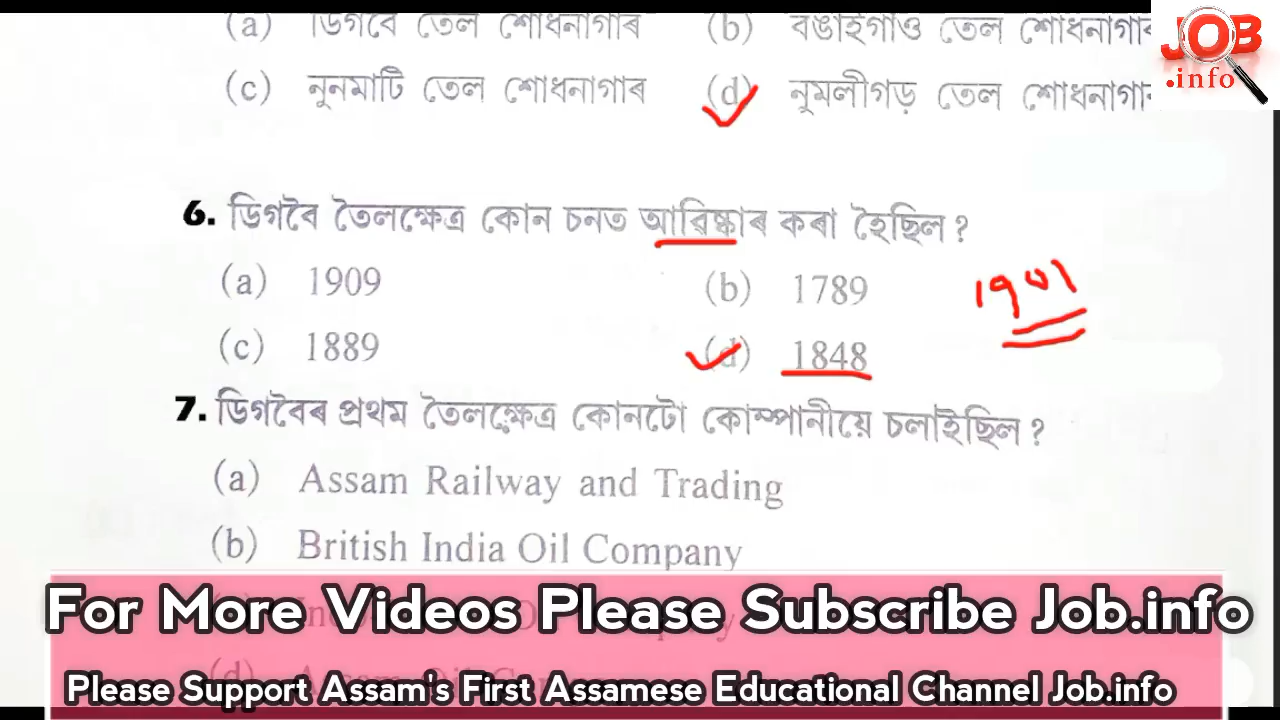 (a) ডিগবৈ তেল শোধনাগাৰ (b) বঙাইগাও তেল শোধনাগাৰ
JOB
.info
(c) নুনমাটি তেল শোধনাগাৰ (d) নুমলীগড় তেল শোধনাগাৰ
6. ডিগবৈ তৈলক্ষেত্ৰ কোন চনত আৱিষ্কাৰ কৰা হৈছিল ?
(a) 1909 (b) 1789
1901
(c) 1889 (d) 1848
7. ডিগবৈৰ প্ৰথম তৈলক্ষেত্ৰ কোনটো কোম্পানীয়ে চলাইছিল ?
(a) Assam Railway and Trading
(b) British India Oil Company
For More Videos Please Subscribe Job.info
Please Support Assam's First Assamese Educational Channel Job.info